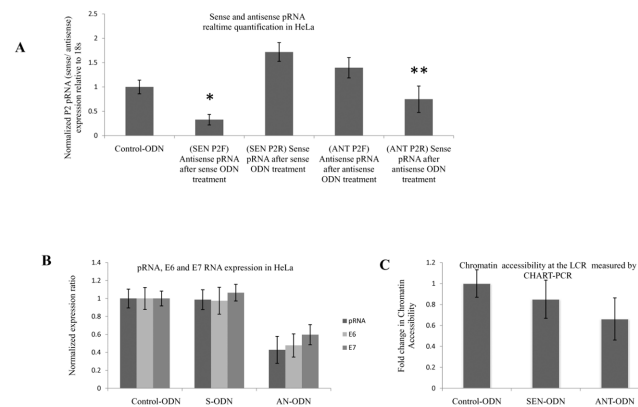 A
Sense and antisense pRNA
realtime quantification in HeLa
Normalized P2 pRNA (sense/ antisense)
expression relative to 18s
2
1.5
1
0.5
0
*
**
Control-ODN
(SEN P2F)
Antisense pRNA
after sense ODN
treatment
(SEN P2R) Sense
pRNA after sense
ODN treatment
(ANT P2F)
Antisense pRNA
after antisense
ODN treatment
(ANT P2R) Sense
pRNA after
antisense ODN
treatment
B
pRNA, E6 and E7 RNA expression in HeLa
Normalized expression ratio
1.4
1.2
1
0.8
0.6
0.4
0.2
0
Control-ODN
S-ODN
AN-ODN
pRNA
E6
E7
C
Chromatin accessibility at the LCR measured by
CHART-PCR
Fold change in Chromatin
Accessibility
1.2
1
0.8
0.6
0.4
0.2
0
Control-ODN
SEN-ODN
ANT-ODN